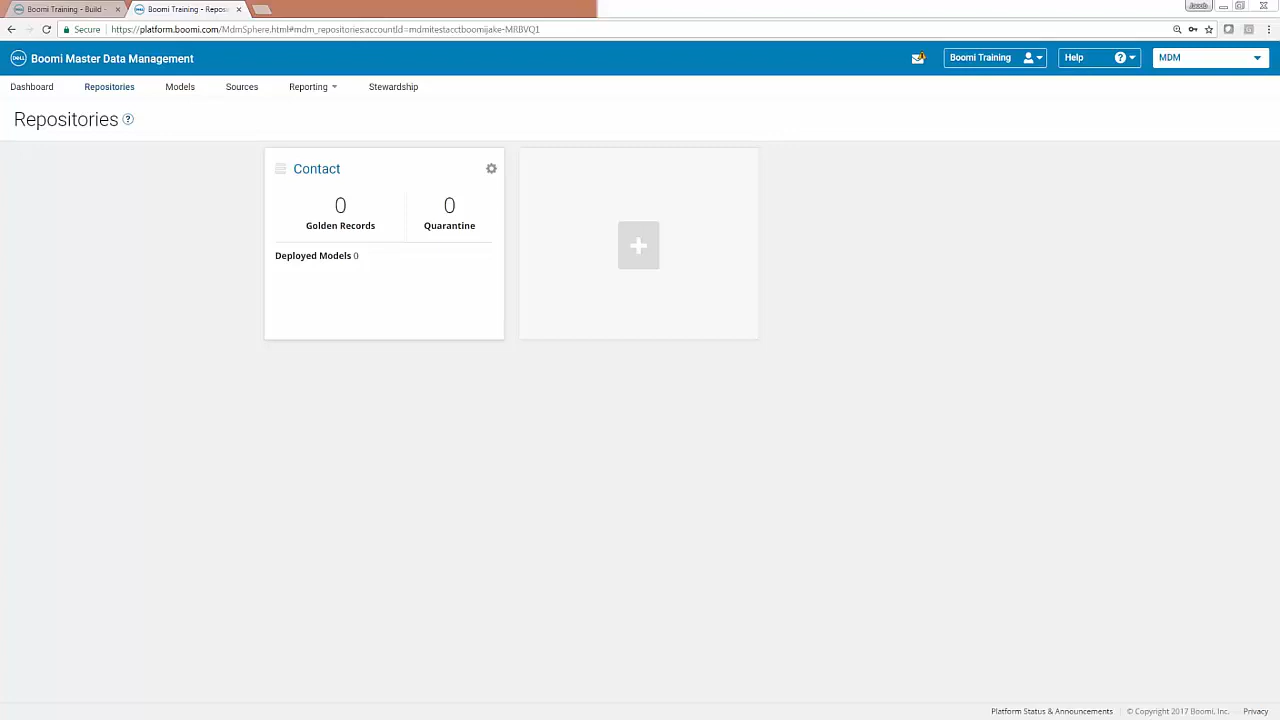 Boomi Training - Build -
Boomi Training - Repos
Jacob
Secure
https://platform.boomi.com/MdmSphere.html#mdm_repositories;accountId=mdmitestacctboomijake-MRBVQ1
DELL
Boomi Master Data Management
Boomi Training
Help
MDM
Dashboard
Repositories
Models
Sources
Reporting
Stewardship
Repositories
Contact
0
Golden Records
0
Quarantine
Deployed Models 0
Platform Status & Announcements
© Copyright 2017 Boomi, Inc.
Privacy